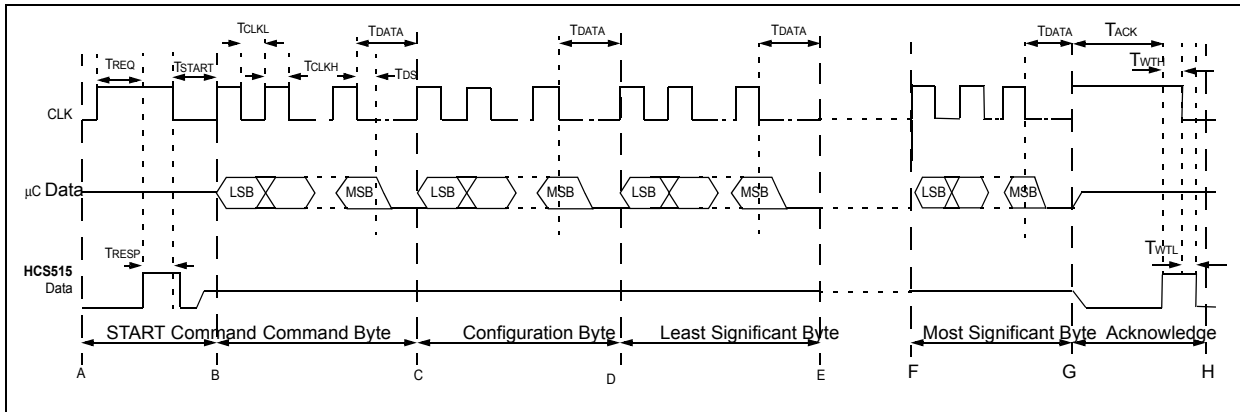 TCLKL TDATA TDATA TDATA TDATA TACK
TREQ TSTART TCLKH TDS TWTH
CLK
µC Data LSB MSB LSB MSB LSB MSB LSB MSB
TRESP TWTL
HCS515
Data
START Command Command Byte Configuration Byte Least Significant Byte Most Significant Byte Acknowledge
A B C D E F G H